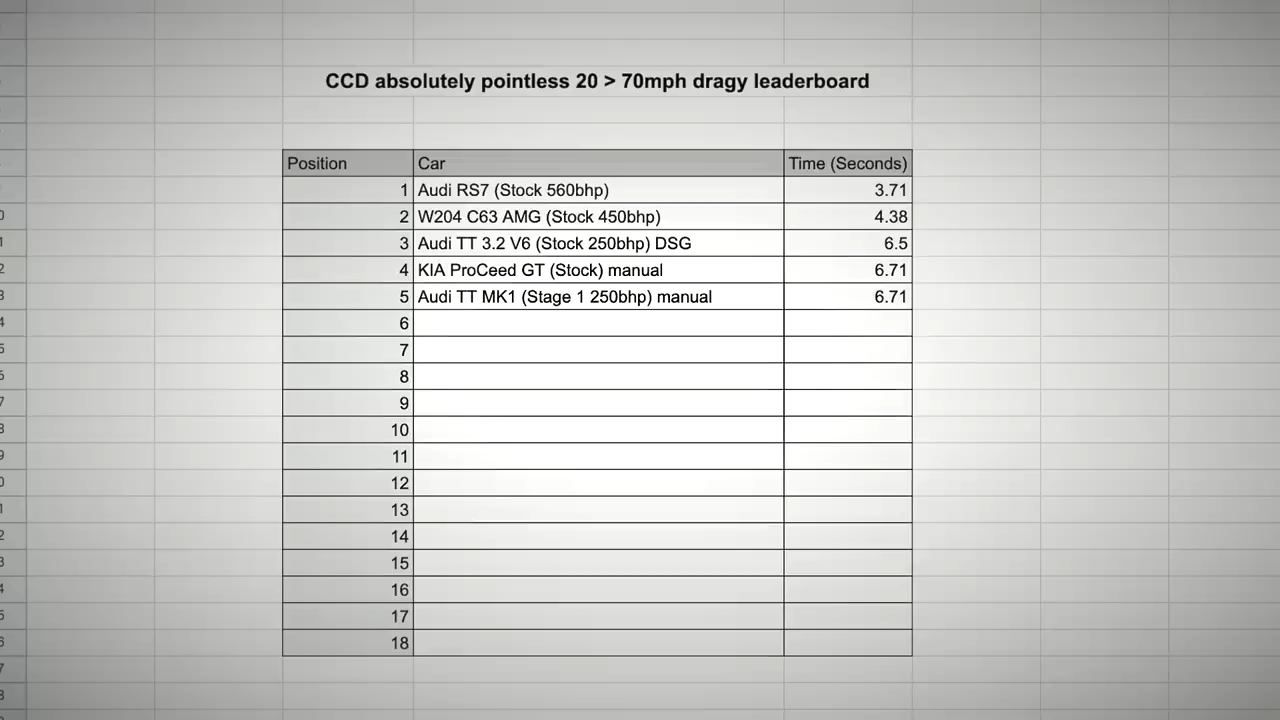 CCD absolutely pointless 20 > 70mph dragy leaderboard
Position Car Time (Seconds)
1 Audi RS7 (Stock 560bhp) 3.71
2 W204 C63 AMG (Stock 450bhp) 4.38
3 Audi TT 3.2 V6 (Stock 250bhp) DSG 6.5
4 KIA ProCeed GT (Stock) manual 6.71
5 Audi TT MK1 (Stage 1 250bhp) manual 6.71
6
7
8
9
10
11
12
13
14
15
16
17
18